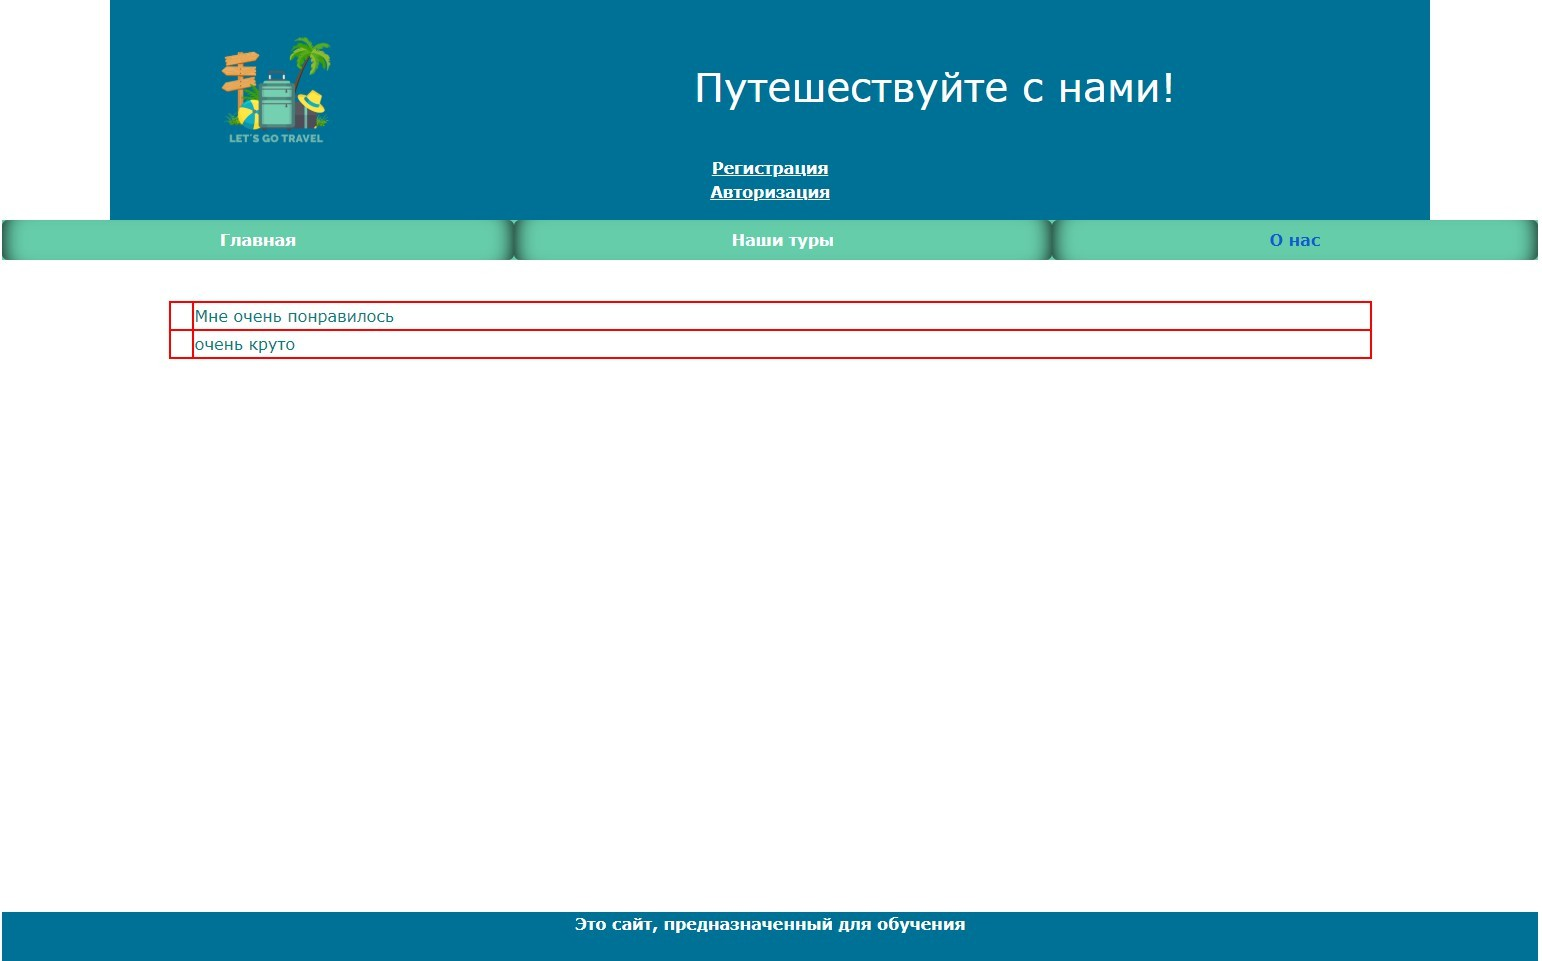 LET'S GO TRAVEL
Путешествуйте с нами!
Регистрация
Авторизация
Главная
Наши туры
О нас
Мне очень понравилось
очень круто
Это сайт, предназначенный для обучения